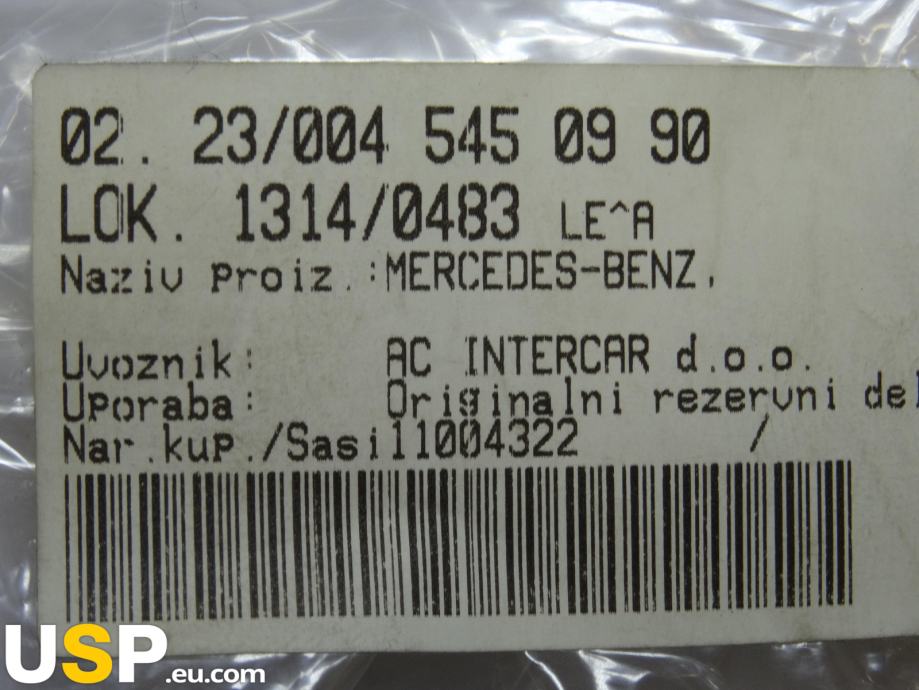 02. 23/004 545 09 90
LOK. 1314/0483 LE^A
Naziv Proiz.:MERCEDES-BENZ.
Uvoznik: AC INTERCAR d.o.o.
Uporaba: Originalni rezervni del
Nar.kup./Sasi11004322 /
USP.eu.com